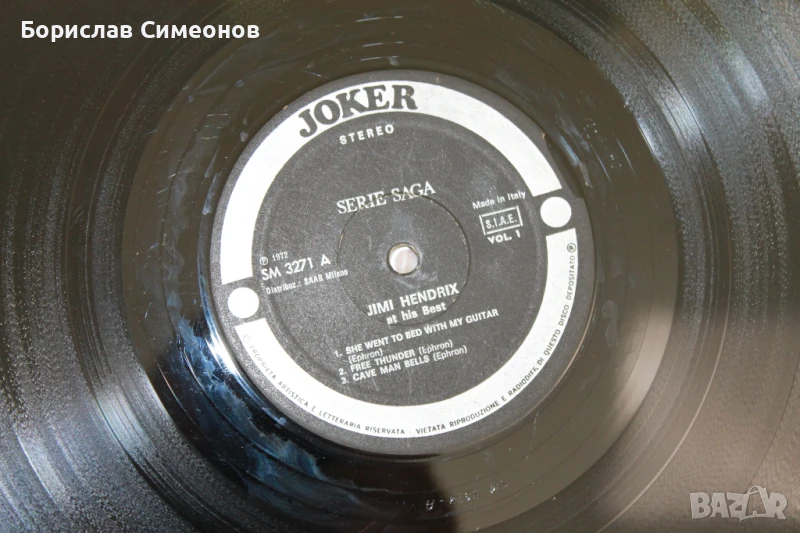 Борислав Симеонов
JOKER
STEREO
SERIE SAGA
Made in Italy
S.I.A.E.
VOL. 1
℗ 1972
SM 3271 A
Distribuz.: SAAR Milano
JIMI HENDRIX
at his Best
1. SHE WENT TO BED WITH MY GUITAR
(Ephron)
2. FREE THUNDER (Ephron)
3. CAVE MAN BELLS (Ephron)
PROPRIETÀ ARTISTICA E LETTERARIA RISERVATA - VIETATA RIPRODUZIONE E RADIODIFF. DI QUESTO DISCO DEPOSITATO
BAZAR